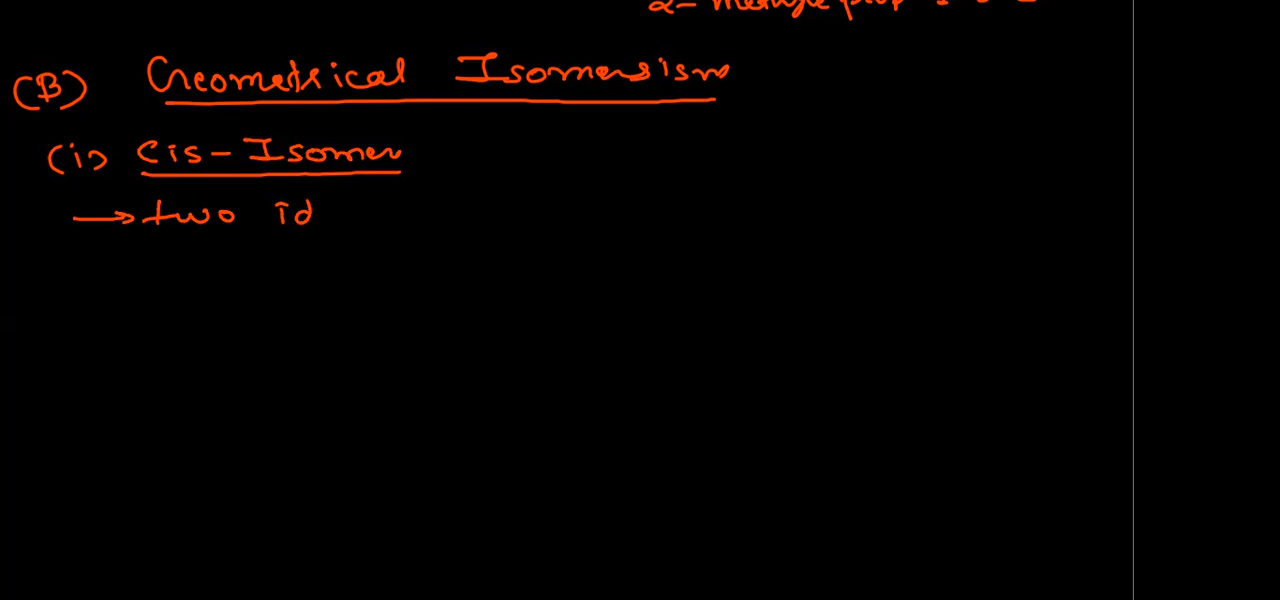 (B) Geometrical Isomerism
(i) Cis-Isomer
→ two id